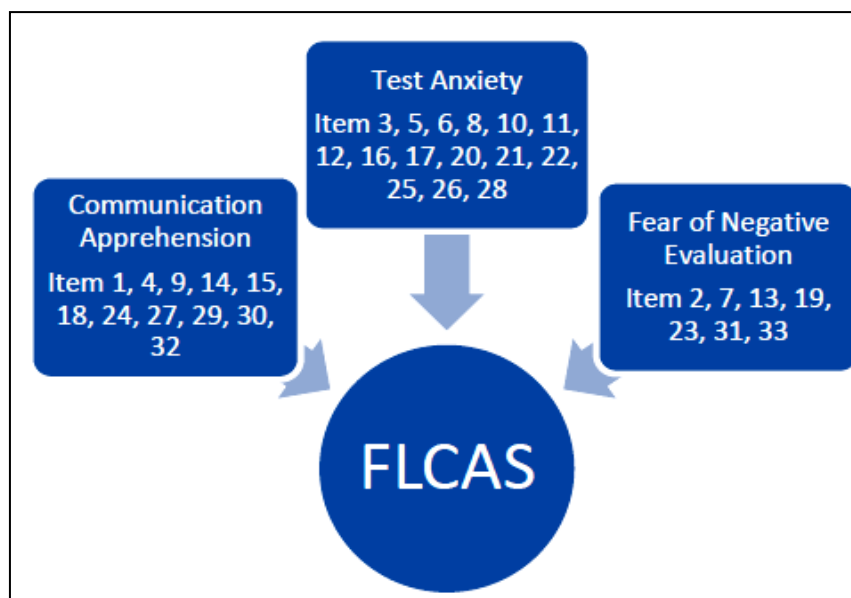 Test Anxiety
Item 3, 5, 6, 8, 10, 11,
12, 16, 17, 20, 21, 22,
25, 26, 28
Communication
Apprehension
Item 1, 4, 9, 14, 15,
18, 24, 27, 29, 30,
32
Fear of Negative
Evaluation
Item 2, 7, 13, 19,
23, 31, 33
FLCAS